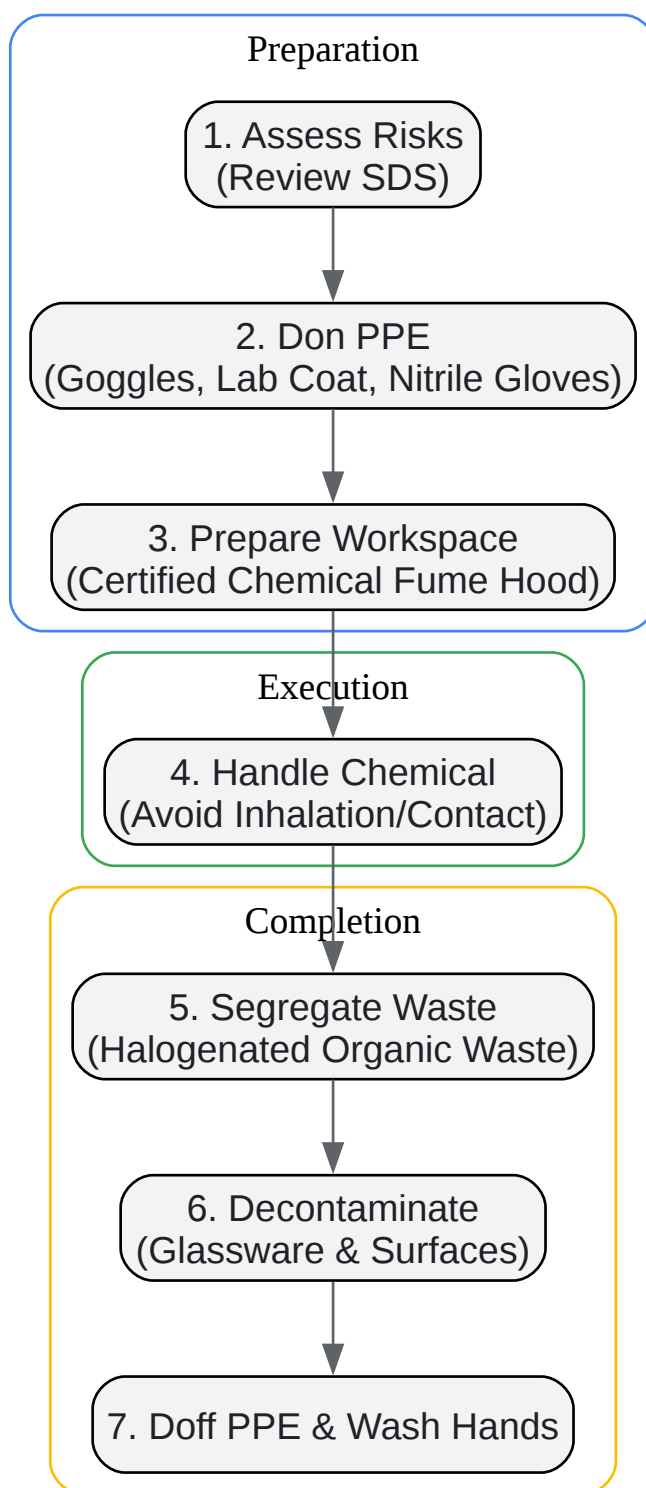 Preparation
1. Assess Risks
(Review SDS)
2. Don PPE
(Goggles, Lab Coat, Nitrile Gloves)
3. Prepare Workspace
(Certified Chemical Fume Hood)
Execution
4. Handle Chemical
(Avoid Inhalation/Contact)
Completion
5. Segregate Waste
(Halogenated Organic Waste)
6. Decontaminate
(Glassware & Surfaces)
7. Doff PPE & Wash Hands